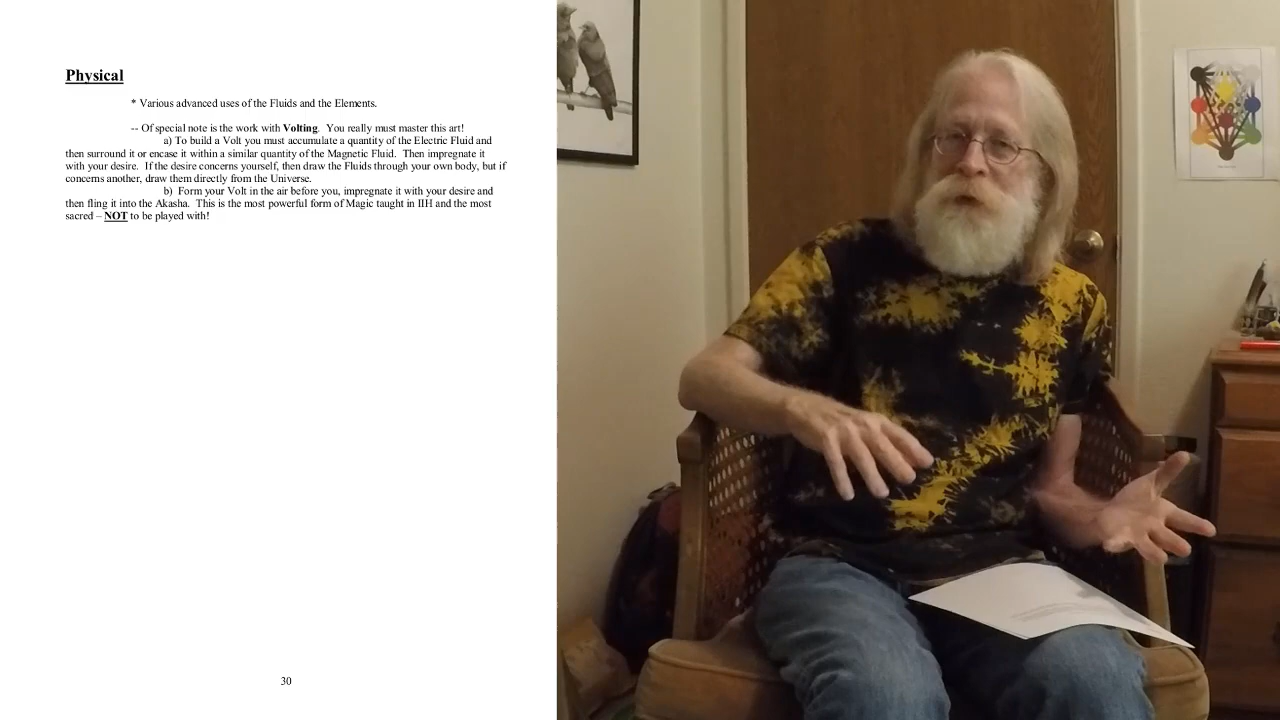 Physical
* Various advanced uses of the Fluids and the Elements.
-- Of special note is the work with Volting. You really must master this art!
a) To build a Volt you must accumulate a quantity of the Electric Fluid and
then surround it or encase it within a similar quantity of the Magnetic Fluid. Then impregnate it
with your desire. If the desire concerns yourself, then draw the Fluids through your own body, but if
concerns another, draw them directly from the Universe.
b) Form your Volt in the air before you, impregnate it with your desire and
then fling it into the Akasha. This is the most powerful form of Magic taught in IIH and the most
sacred – NOT to be played with!
30